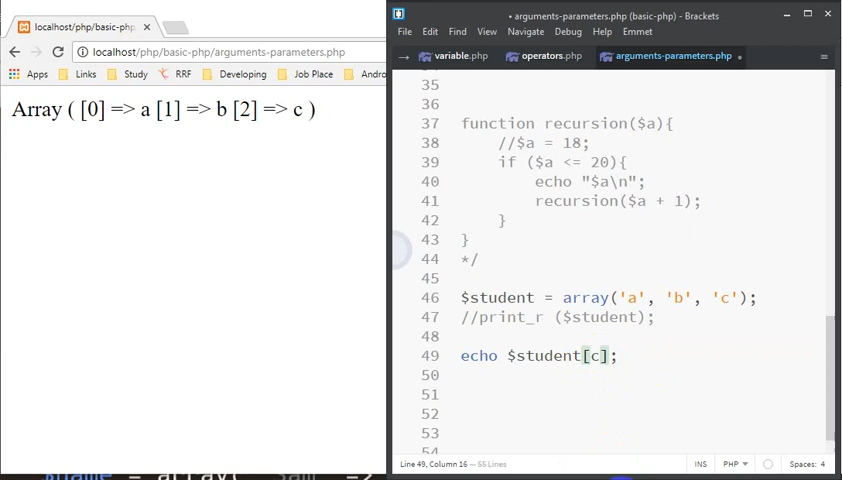 localhost/php/basic-php
localhost/php/basic-php/arguments-parameters.php
Apps Links Study RRF Developing Job Place Andro
Array ( [0] => a [1] => b [2] => c )
• arguments-parameters.php (basic-php) - Brackets
File Edit Find View Navigate Debug Help Emmet
variable.php operators.php arguments-parameters.php
35
36
37 function recursion($a){
38 //$a = 18;
39 if ($a <= 20){
40 echo "$a\n";
41 recursion($a + 1);
42 }
43 }
44 */
45
46 $student = array('a', 'b', 'c');
47 //print_r ($student);
48
49 echo $student[c];
50
51
52
53
54
Line 49, Column 16 — 55 Lines INS PHP Spaces: 4